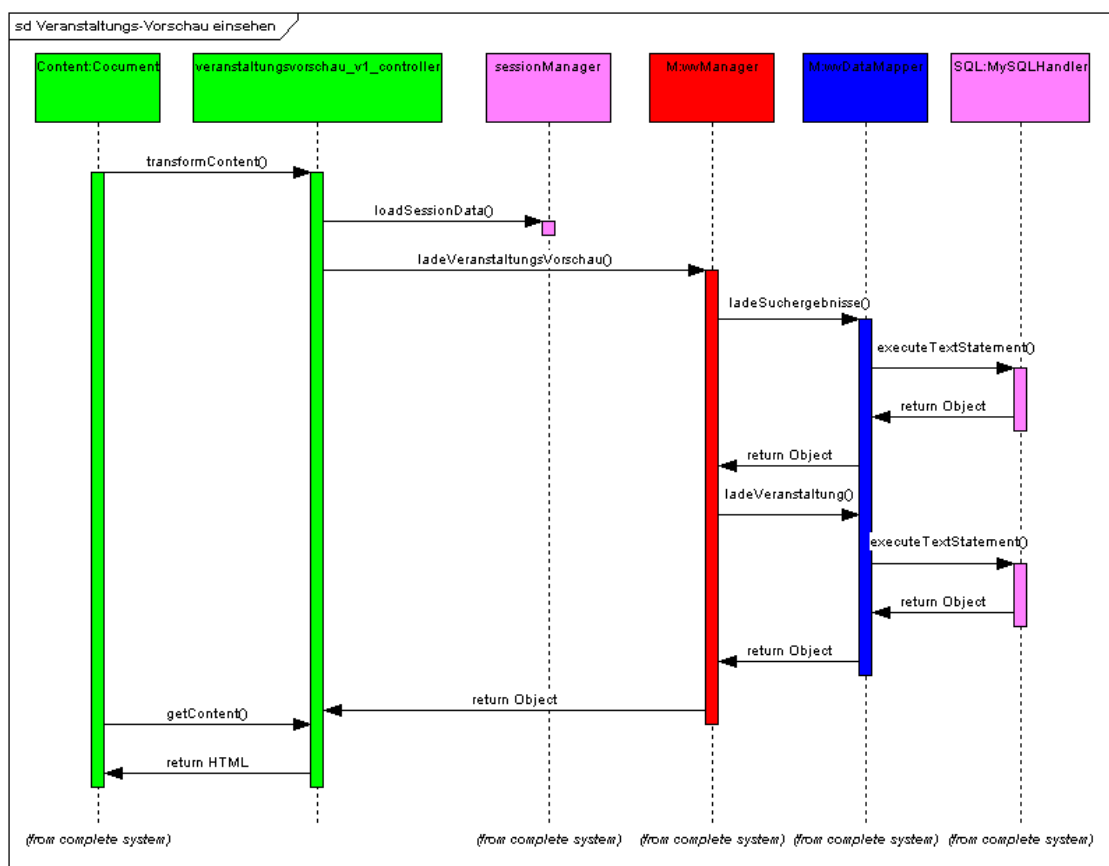 sd Veranstaltungs-Vorschau einsehen
Content:Cocument
veranstaltungsvorschau_v1_controller
sessionManager
M:vvManager
M:vvDataMapper
SQL:MySQLHandler
transformContent()
loadSessionData()
ladeVeranstaltungsVorschau()
ladeSuchergebnisse()
executeTextStatement()
return Object
return Object
ladeVeranstaltung()
executeTextStatement()
return Object
return Object
return Object
getContent()
return HTML
(from complete system)
(from complete system)
(from complete system)
(from complete system)
(from complete system)